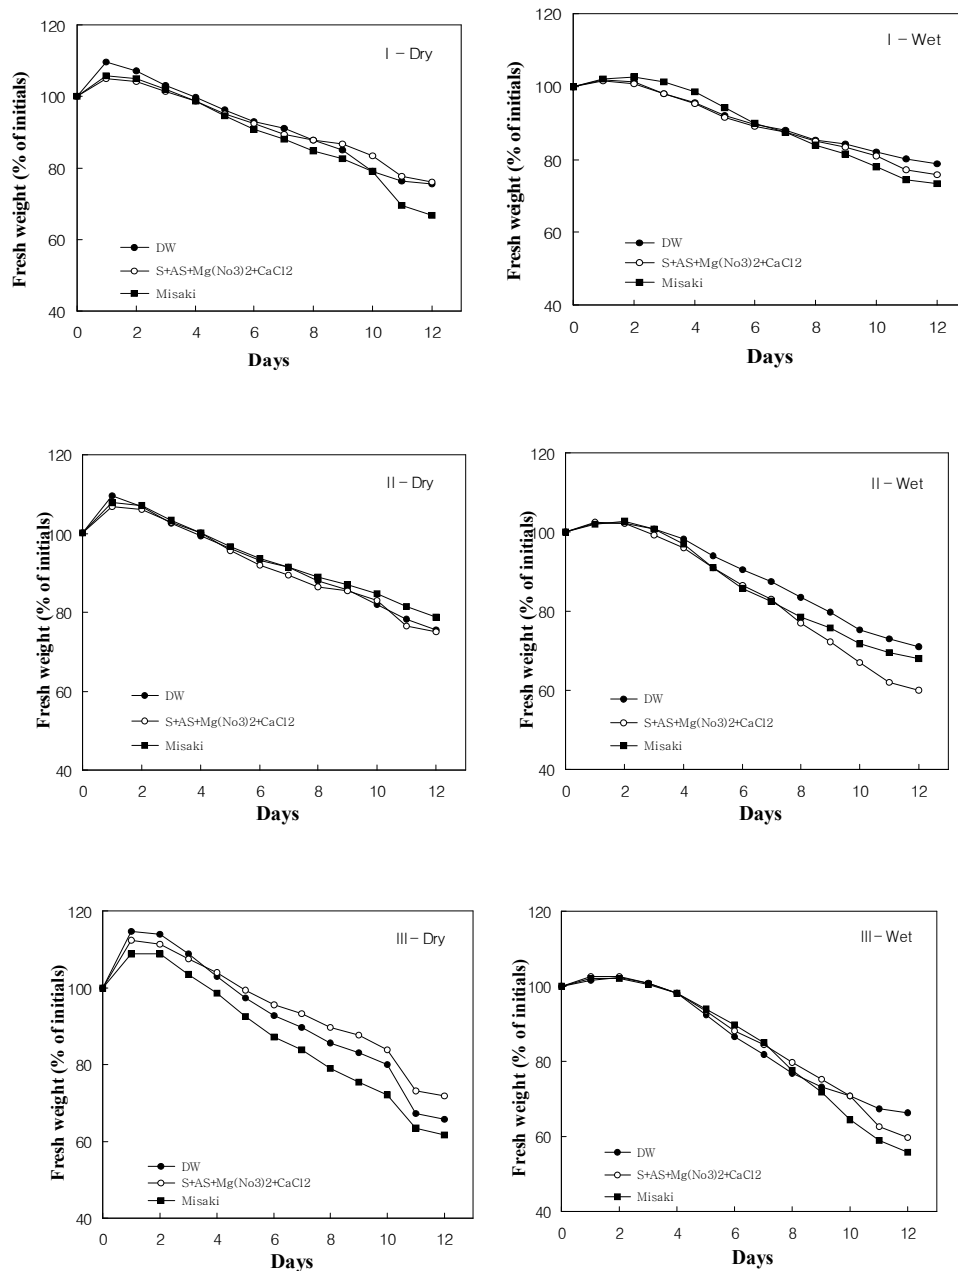 120
100
80
60
40
Fresh weight (% of initials)
I - Dry
DW
S+AS+Mg(No3)2+CaCl2
Misaki
0 2 4 6 8 10 12
Days
120
100
80
60
40
Fresh weight (% of initials)
I - Wet
DW
S+AS+Mg(No3)2+CaCl2
Misaki
0 2 4 6 8 10 12
Days
120
100
80
60
40
Fresh weight (% of initials)
II - Dry
DW
S+AS+Mg(No3)2+CaCl2
Misaki
0 2 4 6 8 10 12
Days
120
100
80
60
40
Fresh weight (% of initials)
II - Wet
DW
S+AS+Mg(No3)2+CaCl2
Misaki
0 2 4 6 8 10 12
Days
120
100
80
60
40
Fresh weight (% of initials)
III - Dry
DW
S+AS+Mg(No3)2+CaCl2
Misaki
0 2 4 6 8 10 12
Days
120
100
80
60
40
Fresh weight (% of initials)
III - Wet
DW
S+AS+Mg(No3)2+CaCl2
Misaki
0 2 4 6 8 10 12
Days